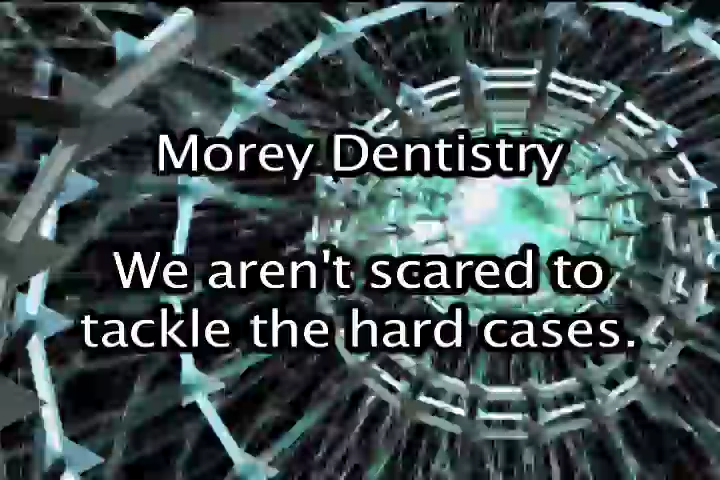 Morey Dentistry
We aren't scared to
tackle the hard cases.